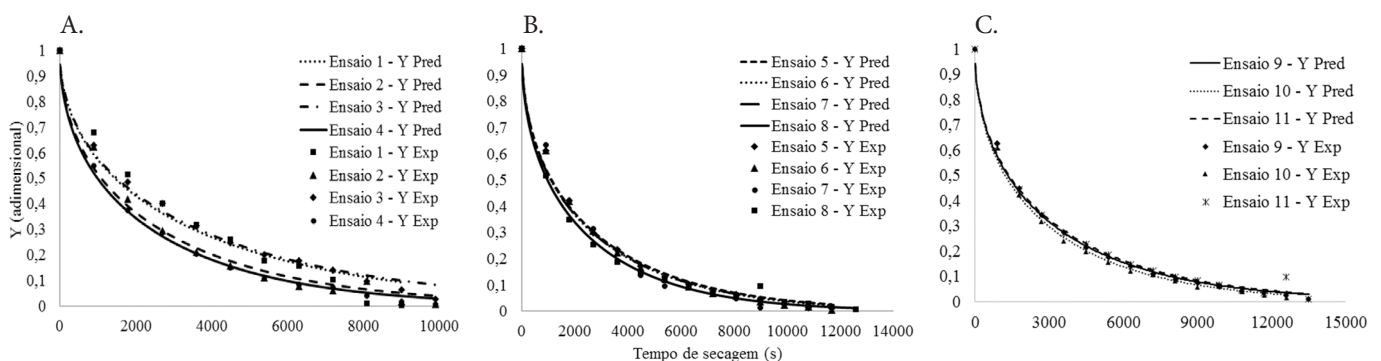 A.
Y (adimensional)
1
0,9
0,8
0,7
0,6
0,5
0,4
0,3
0,2
0,1
0
0
2000
4000
6000
8000
10000
Ensaio 1 - Y Pred
Ensaio 2 - Y Pred
Ensaio 3 - Y Pred
Ensaio 4 - Y Pred
Ensaio 1 - Y Exp
Ensaio 2 - Y Exp
Ensaio 3 - Y Exp
Ensaio 4 - Y Exp
B.
1
0,9
0,8
0,7
0,6
0,5
0,4
0,3
0,2
0,1
0
0
2000
4000
6000
8000
10000
12000
14000
Ensaio 5 - Y Pred
Ensaio 6 - Y Pred
Ensaio 7 - Y Pred
Ensaio 8 - Y Pred
Ensaio 5 - Y Exp
Ensaio 6 - Y Exp
Ensaio 7 - Y Exp
Ensaio 8 - Y Exp
Tempo de secagem (s)
C.
1
0,9
0,8
0,7
0,6
0,5
0,4
0,3
0,2
0,1
0
0
3000
6000
9000
12000
15000
Ensaio 9 - Y Pred
Ensaio 10 - Y Pred
Ensaio 11 - Y Pred
Ensaio 9 - Y Exp
Ensaio 10 - Y Exp
Ensaio 11 - Y Exp